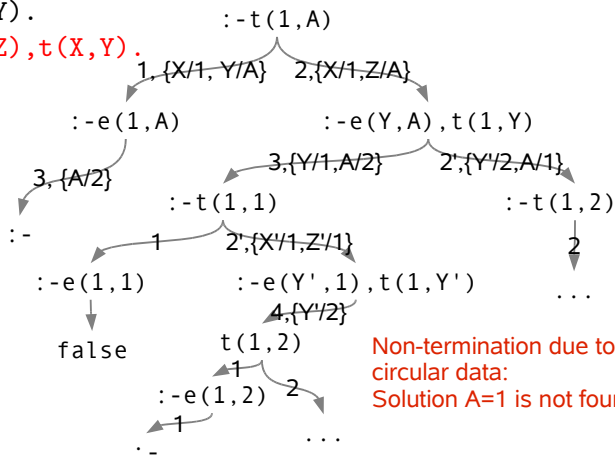 Y).
:-t(1,A)
Z),t(X,Y).
1, {X/1, Y/A} 2,{X/1,Z/A}
:-e(1,A) :-e(Y,A),t(1,Y)
3,{Y/1,A/2} 2',{Y'/2,A/1}
3, {A/2}
:-t(1,1) :-t(1,2)
:-
1 2',{X'/1,Z'/1} 2
:-e(1,1) :-e(Y',1),t(1,Y') ...
4,{Y'/2}
false t(1,2) Non-termination due to
1 circular data:
:-e(1,2) 2 Solution A=1 is not four
1
:- ...